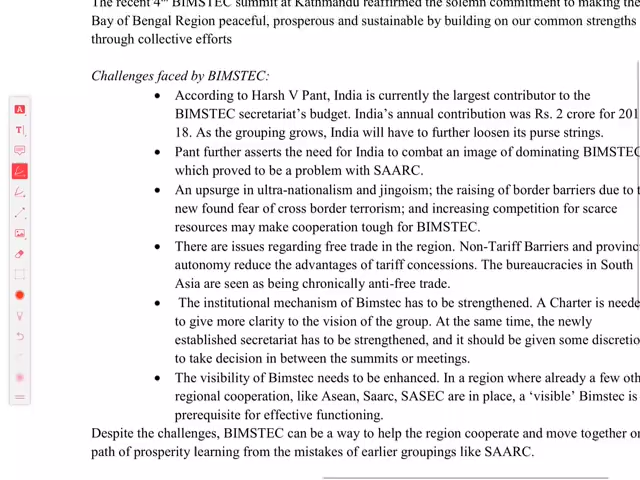 The recent 4th BIMSTEC summit at Kathmandu reaffirmed the solemn commitment to making the
Bay of Bengal Region peaceful, prosperous and sustainable by building on our common strengths
through collective efforts
Challenges faced by BIMSTEC:
• According to Harsh V Pant, India is currently the largest contributor to the
BIMSTEC secretariat's budget. India's annual contribution was Rs. 2 crore for 201
18. As the grouping grows, India will have to further loosen its purse strings.
• Pant further asserts the need for India to combat an image of dominating BIMSTEC
which proved to be a problem with SAARC.
• An upsurge in ultra-nationalism and jingoism; the raising of border barriers due to t
new found fear of cross border terrorism; and increasing competition for scarce
resources may make cooperation tough for BIMSTEC.
• There are issues regarding free trade in the region. Non-Tariff Barriers and provinc
autonomy reduce the advantages of tariff concessions. The bureaucracies in South
Asia are seen as being chronically anti-free trade.
• The institutional mechanism of Bimstec has to be strengthened. A Charter is neede
to give more clarity to the vision of the group. At the same time, the newly
established secretariat has to be strengthened, and it should be given some discretio
to take decision in between the summits or meetings.
• The visibility of Bimstec needs to be enhanced. In a region where already a few oth
regional cooperation, like Asean, Saarc, SASEC are in place, a 'visible' Bimstec is
prerequisite for effective functioning.
Despite the challenges, BIMSTEC can be a way to help the region cooperate and move together on
path of prosperity learning from the mistakes of earlier groupings like SAARC.